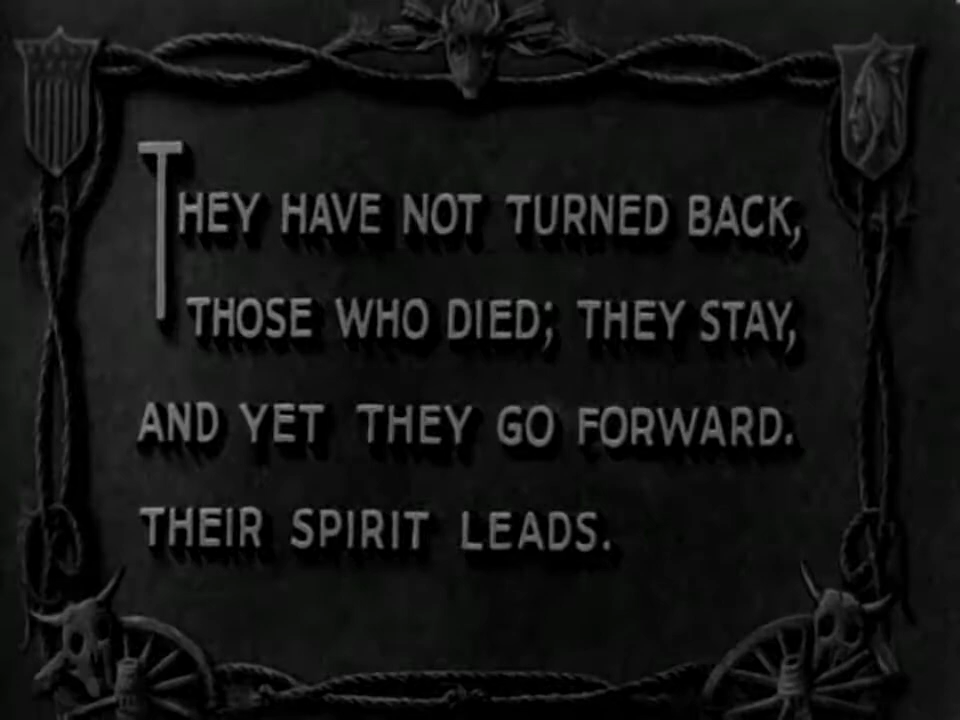 THEY HAVE NOT TURNED BACK,
THOSE WHO DIED; THEY STAY,
AND YET THEY GO FORWARD.
THEIR SPIRIT LEADS.